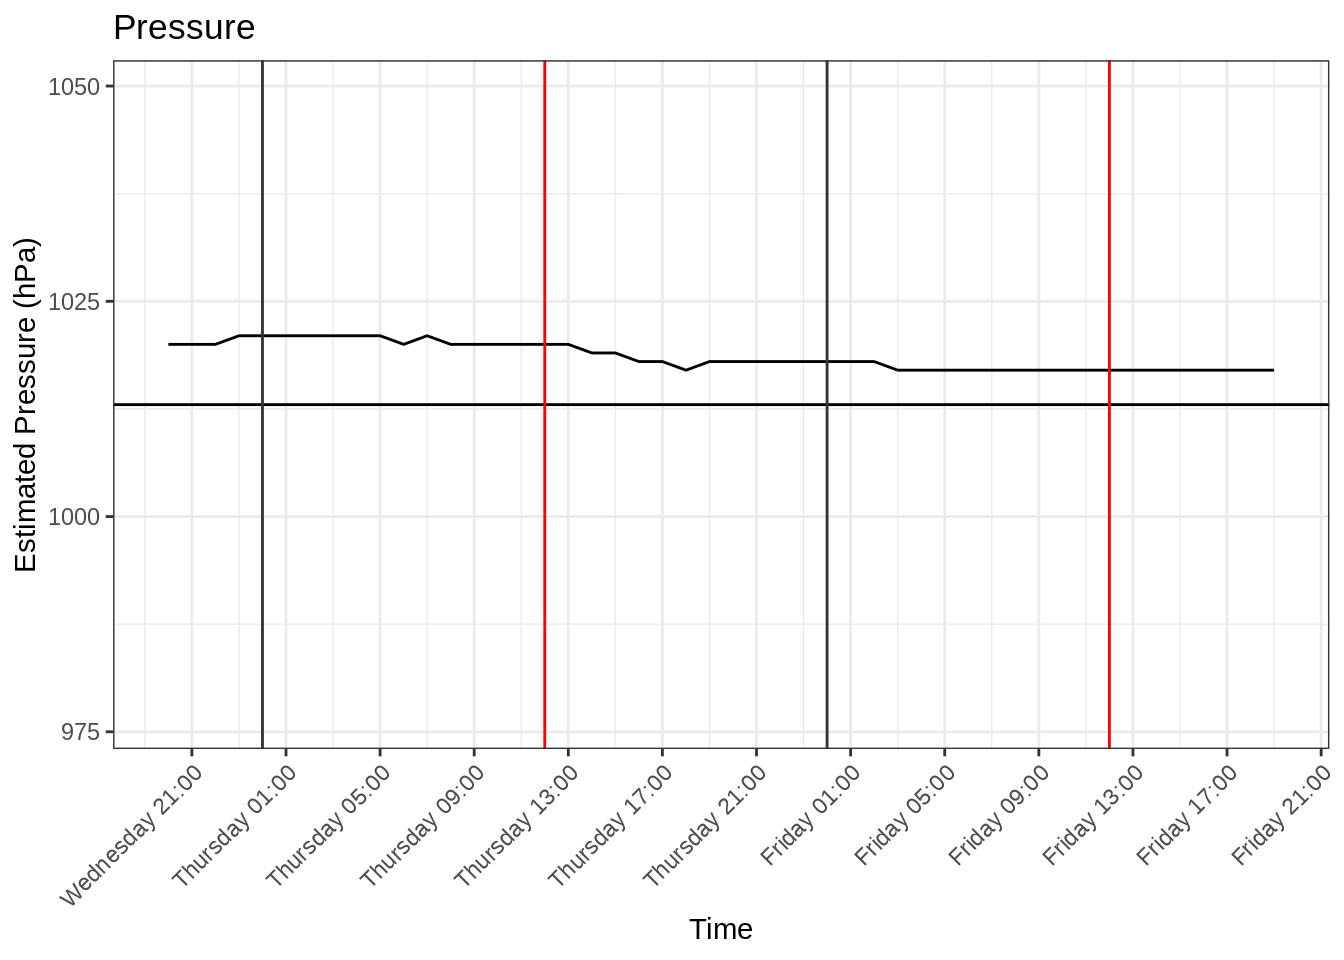 Pressure
Estimated Pressure (hPa)
1050
1025
1000
975
Wednesday 21:00
Thursday 01:00
Thursday 05:00
Thursday 09:00
Thursday 13:00
Thursday 17:00
Thursday 21:00
Friday 01:00
Friday 05:00
Friday 09:00
Friday 13:00
Friday 17:00
Friday 21:00
Time